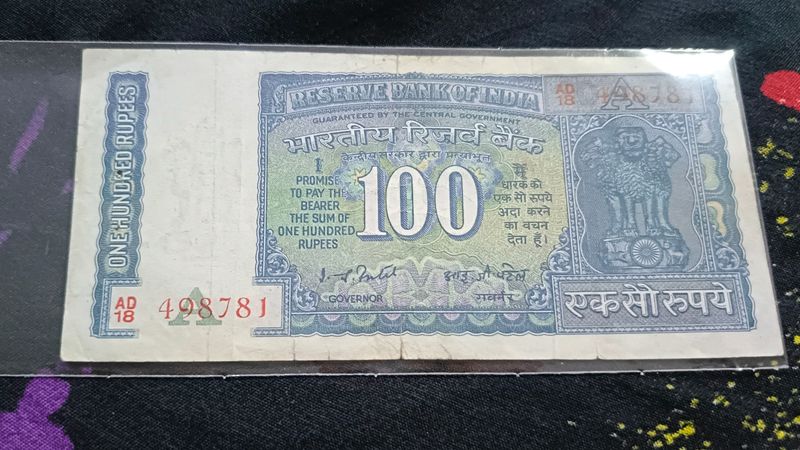 ONE HUNDRED RUPEES
RESERVE BANK OF INDIA
GUARANTEED BY THE CENTRAL GOVERNMENT
भारतीय रिज़र्व बैंक
केन्द्रीय सरकार द्वारा प्रत्याभूत
I
PROMISE
TO PAY THE
BEARER
THE SUM OF
ONE HUNDRED
RUPEES
100
मैं
धारक को
एक सौ रुपये
अदा करने
का वचन
देता हूँ।
GOVERNOR
गवर्नर
AD
18
498781
A
AD
18
498781
A
एक सौ रुपये